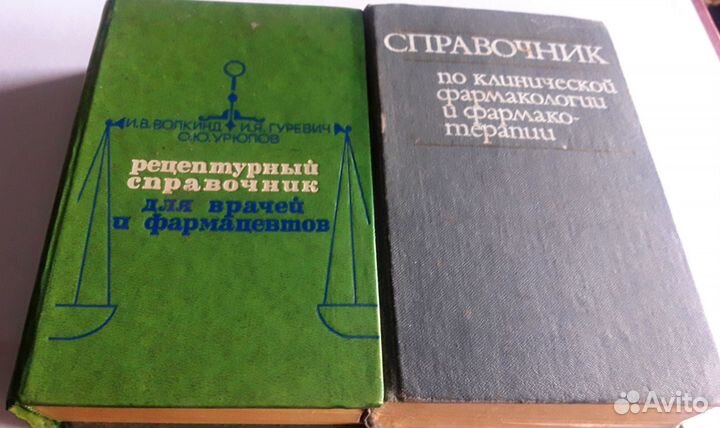 И.В. ВОЛКИНД • И.Я. ГУРЕВИЧ
О.Ю. УРЮПОВ
рецептурный
справочник
для врачей
и фармацевтов
СПРАВОЧНИК
по клинической
фармакологии
и фармако-
терапии
Avito